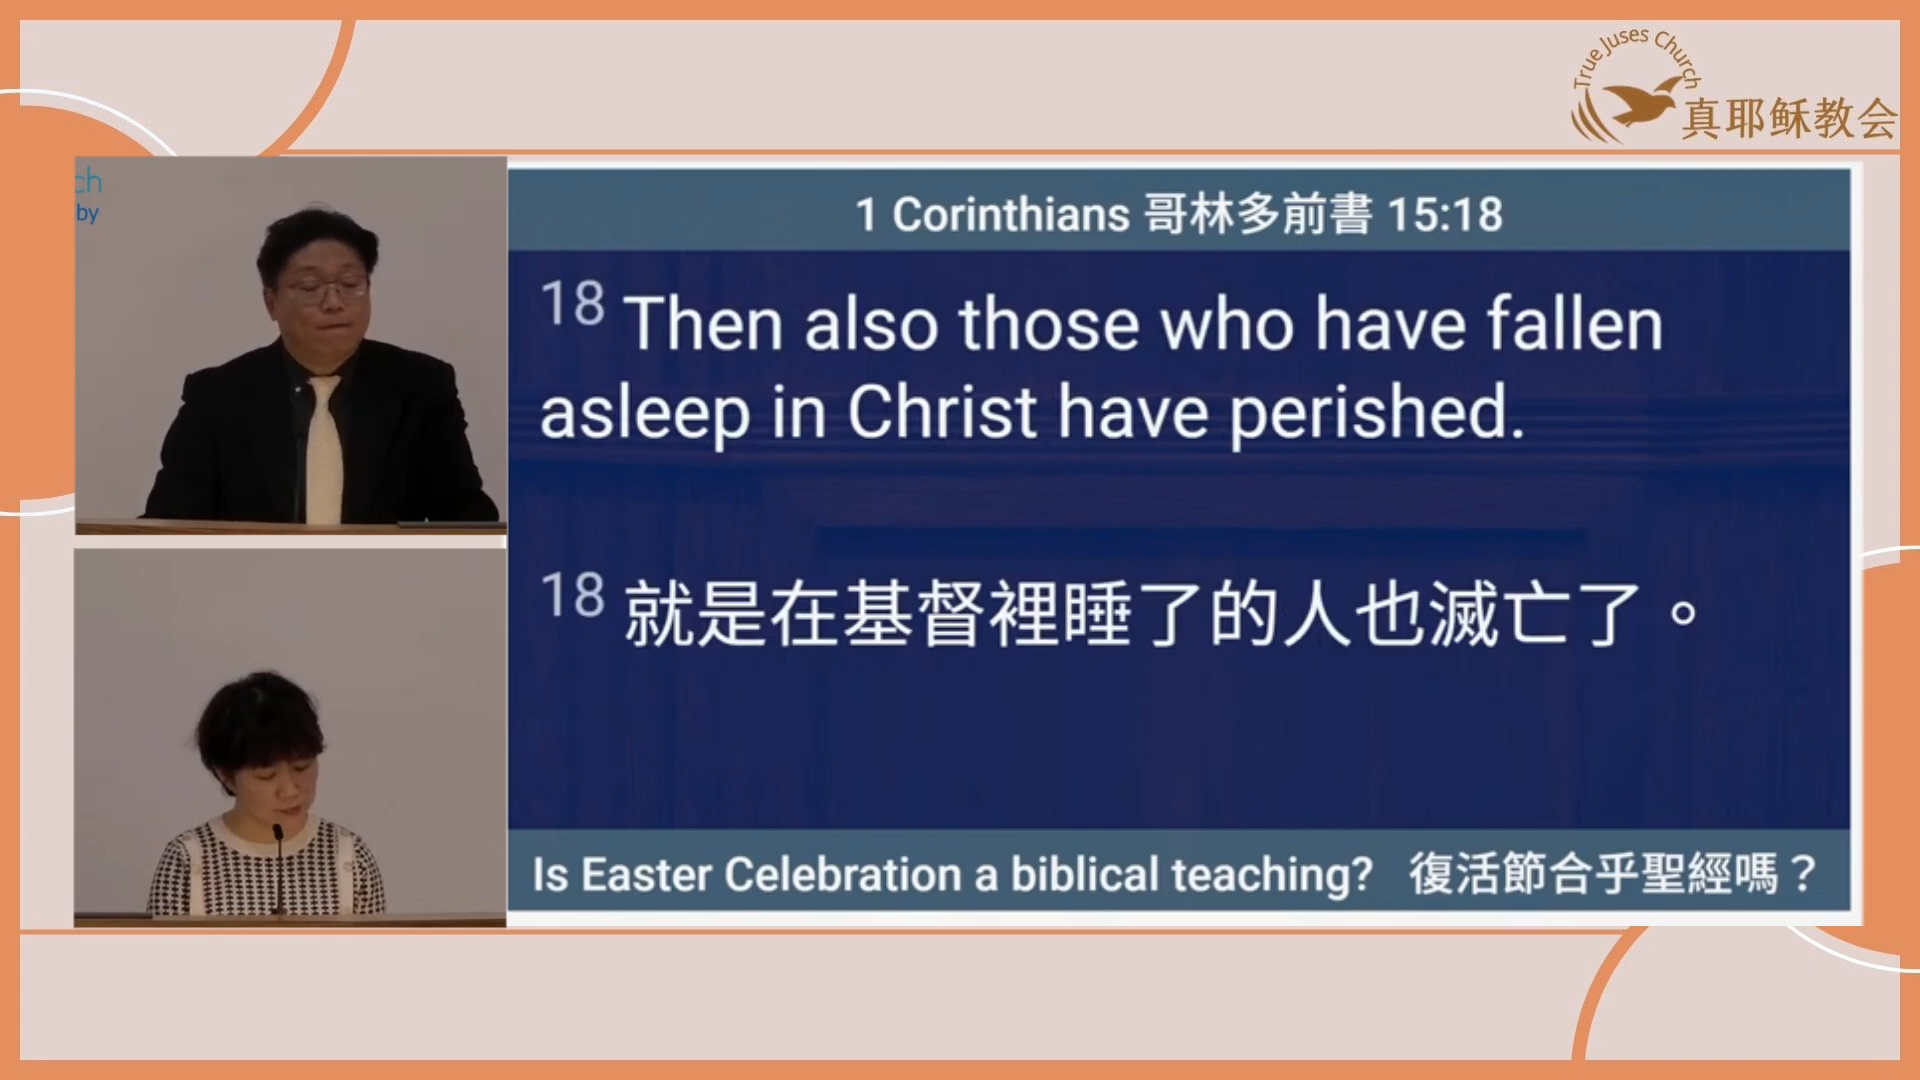 True Juses Church
真耶稣教会
ch
by
1 Corinthians 哥林多前書 15:18
18 Then also those who have fallen
asleep in Christ have perished.
18 就是在基督裡睡了的人也滅亡了。
Is Easter Celebration a biblical teaching? 復活節合乎聖經嗎？